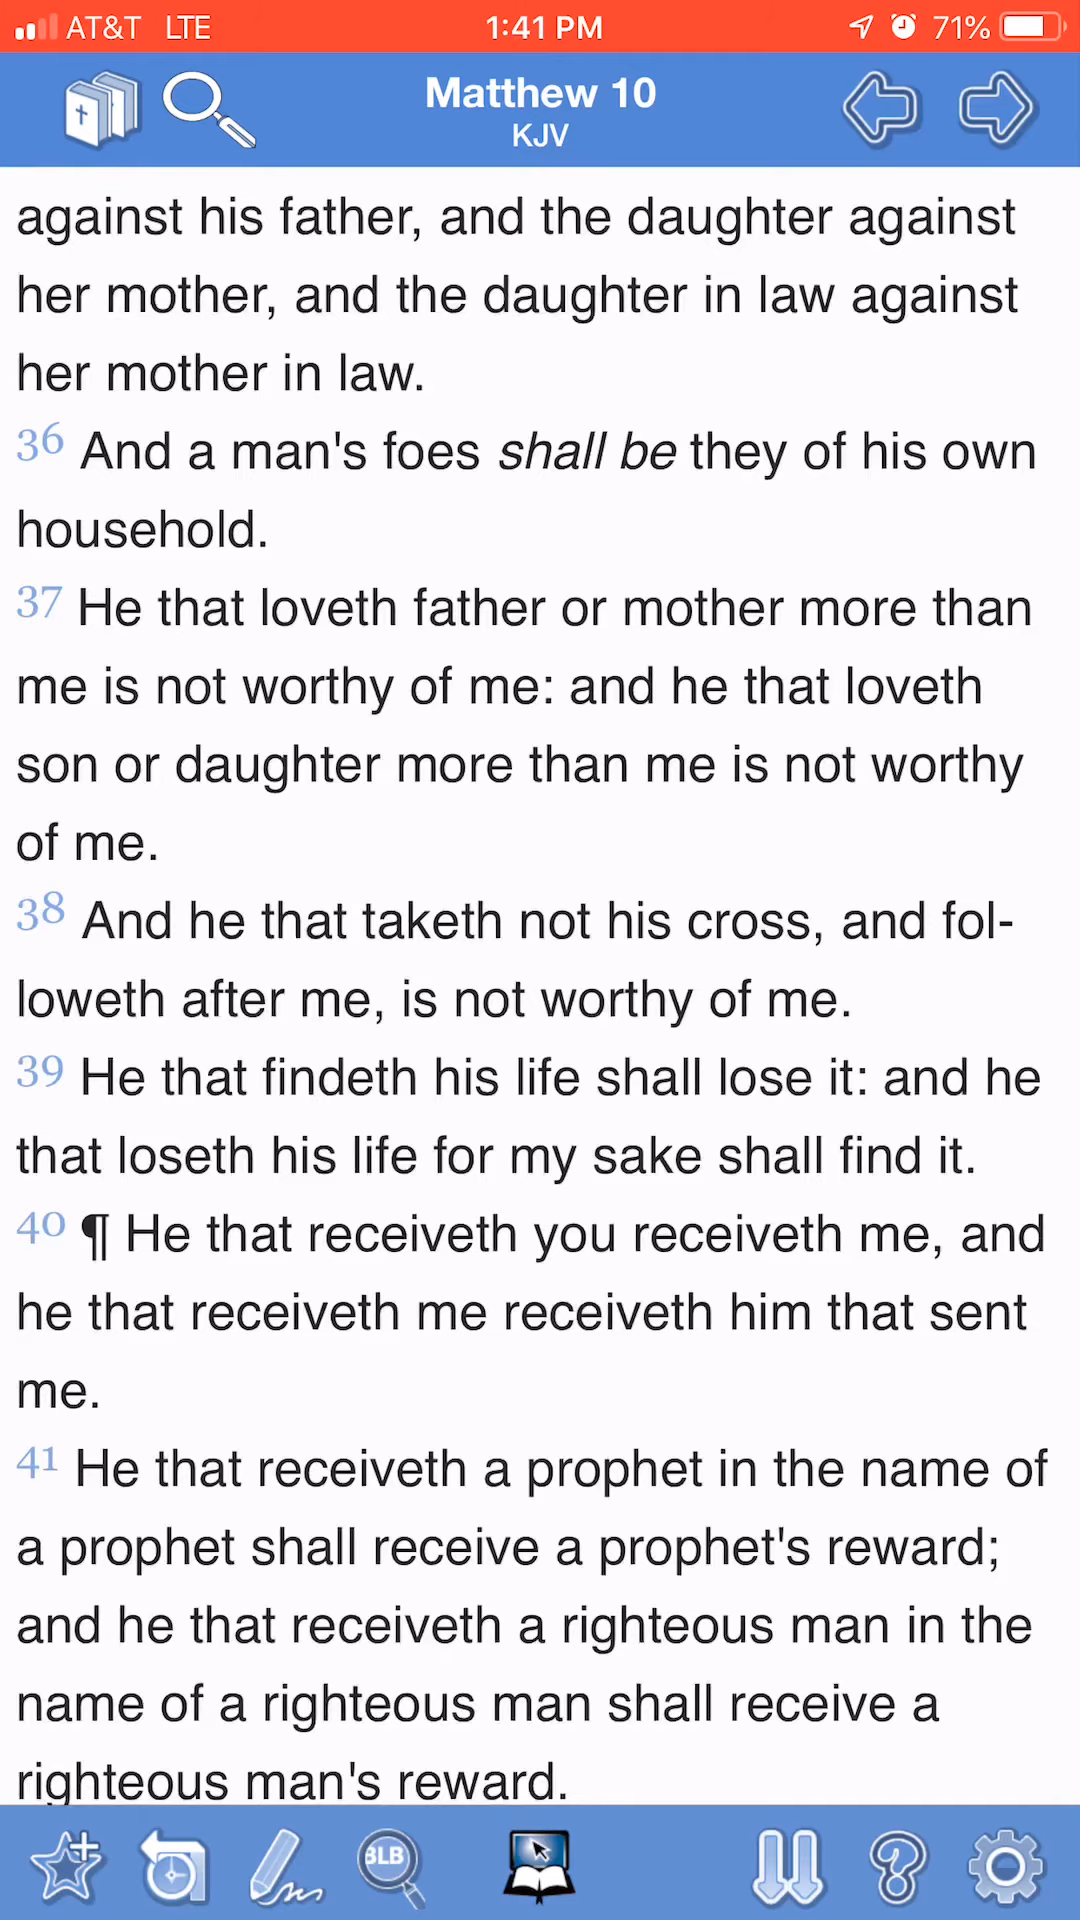 AT&T LTE 1:41 PM 71%
Matthew 10
KJV
against his father, and the daughter against
her mother, and the daughter in law against
her mother in law.
36 And a man's foes shall be they of his own
household.
37 He that loveth father or mother more than
me is not worthy of me: and he that loveth
son or daughter more than me is not worthy
of me.
38 And he that taketh not his cross, and fol-
loweth after me, is not worthy of me.
39 He that findeth his life shall lose it: and he
that loseth his life for my sake shall find it.
40 ¶ He that receiveth you receiveth me, and
he that receiveth me receiveth him that sent
me.
41 He that receiveth a prophet in the name of
a prophet shall receive a prophet's reward;
and he that receiveth a righteous man in the
name of a righteous man shall receive a
righteous man's reward.
BLB